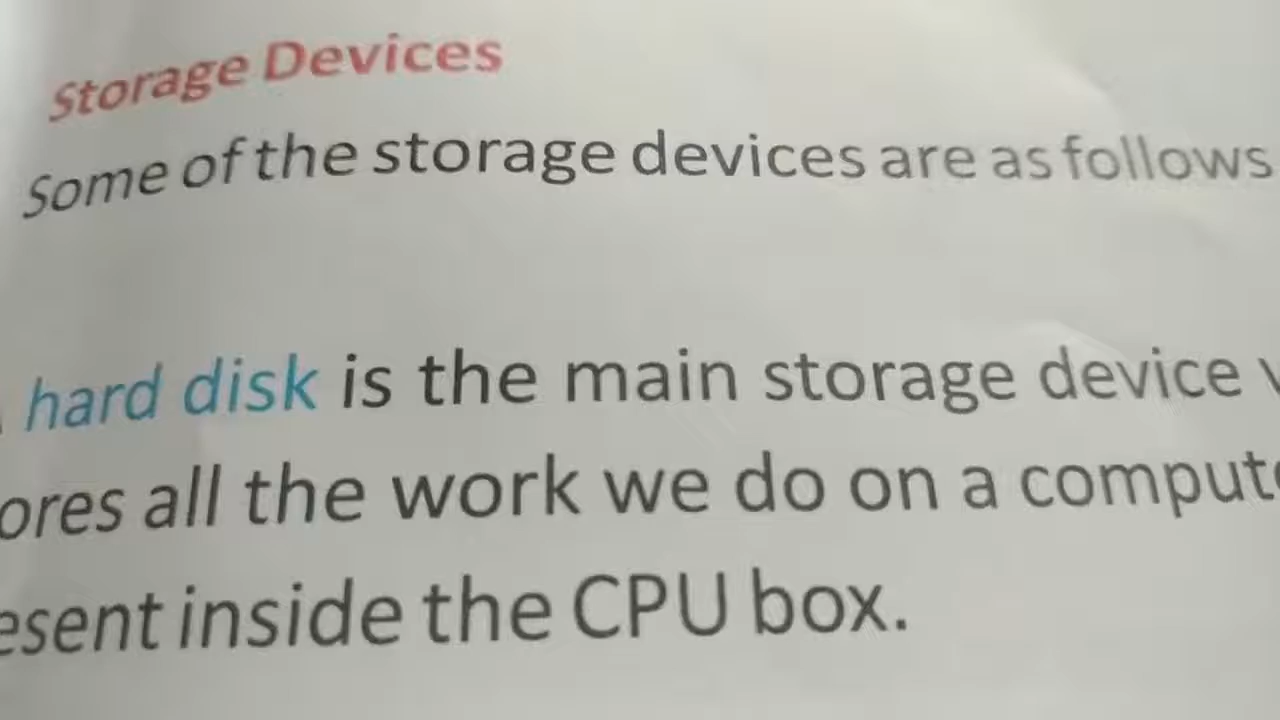 Storage Devices
Some of the storage devices are as follows
hard disk is the main storage device
ores all the work we do on a compute
esent inside the CPU box.